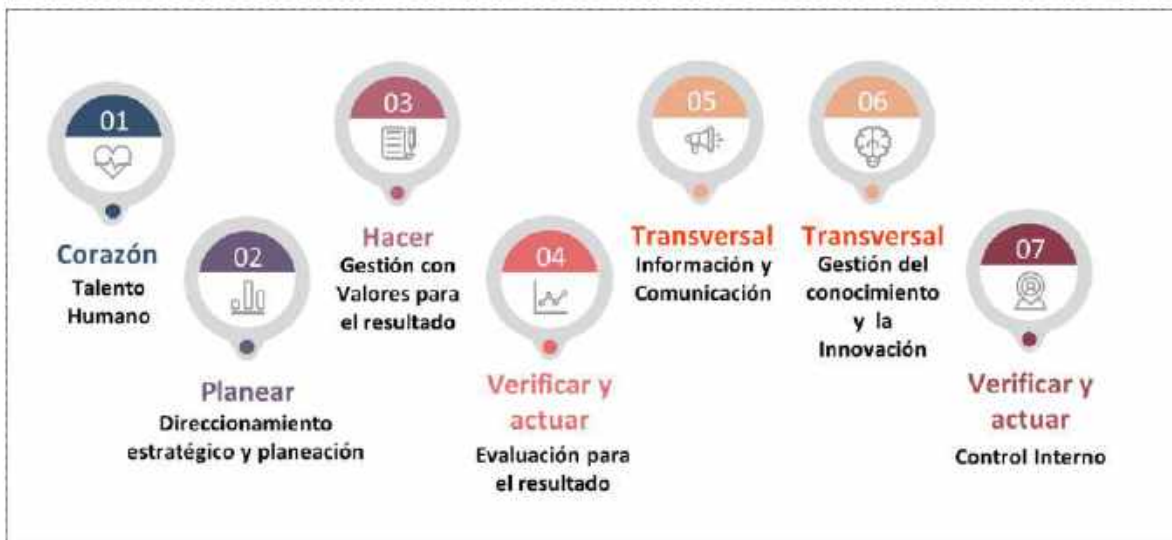 01
Corazón
Talento
Humano
02
Planear
Direccionamiento
estratégico y planeación
03
Hacer
Gestión con
Valores para
el resultado
04
Verificar y
actuar
Evaluación para
el resultado
05
Transversal
Información y
Comunicación
06
Transversal
Gestión del
conocimiento
y la
Innovación
07
Verificar y
actuar
Control Interno